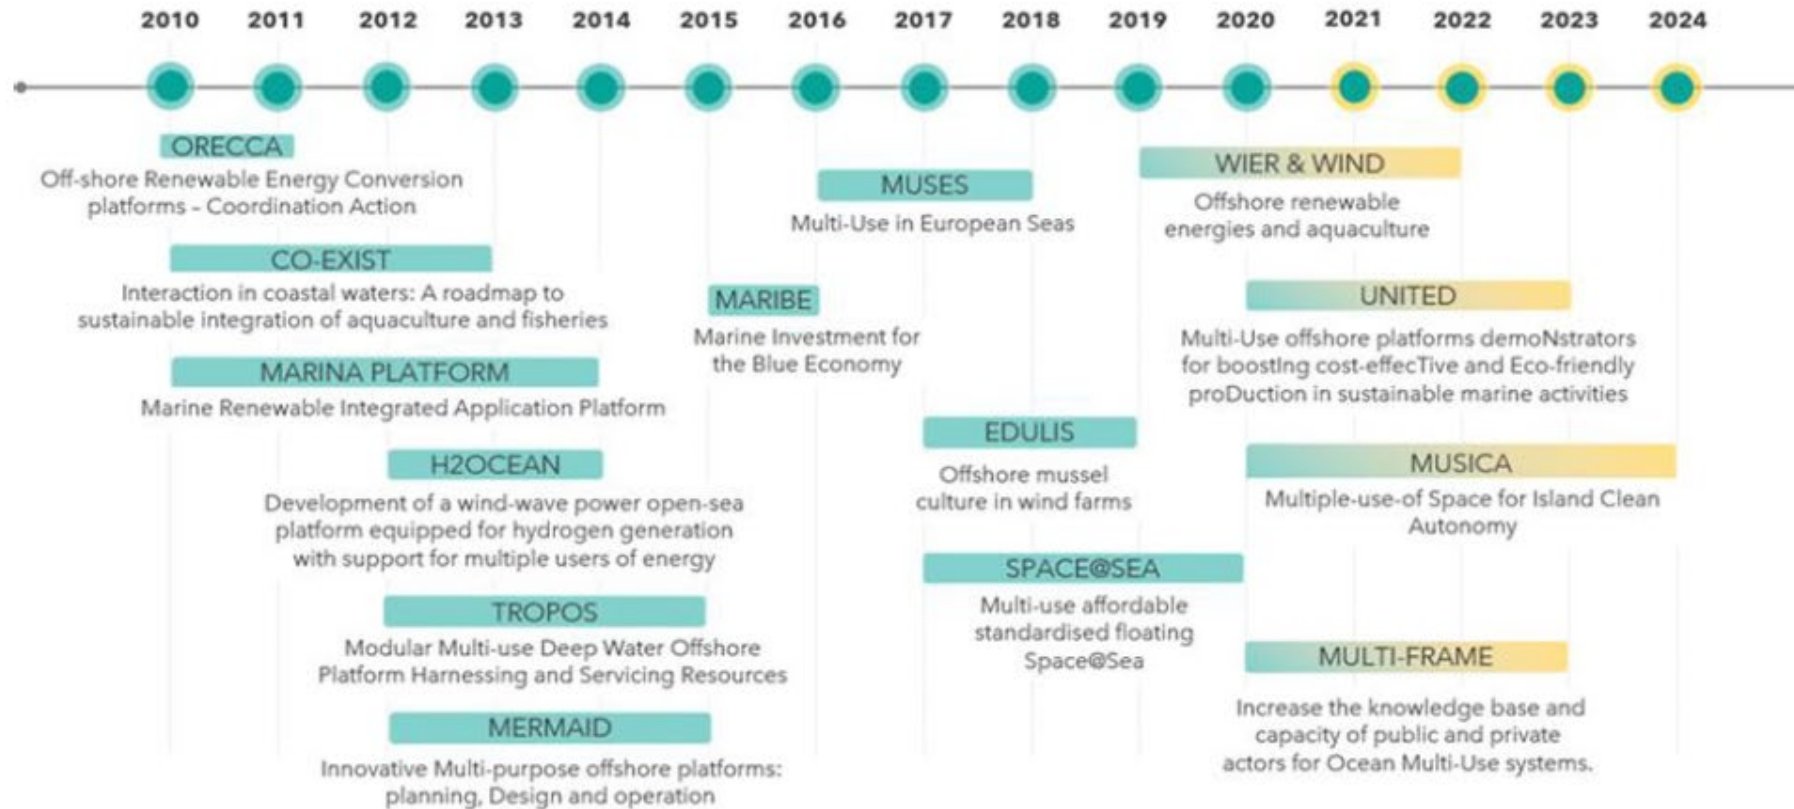 2010 2011 2012 2013 2014 2015 2016 2017 2018 2019 2020 2021 2022 2023 2024
ORECCA
Off-shore Renewable Energy Conversion
platforms – Coordination Action
CO-EXIST
Interaction in coastal waters: A roadmap to
sustainable integration of aquaculture and fisheries
MARINA PLATFORM
Marine Renewable Integrated Application Platform
H2OCEAN
Development of a wind-wave power open-sea
platform equipped for hydrogen generation
with support for multiple users of energy
TROPOS
Modular Multi-use Deep Water Offshore
Platform Harnessing and Servicing Resources
MERMAID
Innovative Multi-purpose offshore platforms:
planning, Design and operation
MUSES
Multi-Use in European Seas
MARIBE
Marine Investment for
the Blue Economy
EDULIS
Offshore mussel
culture in wind farms
SPACE@SEA
Multi-use affordable
standardised floating
Space@Sea
WIER & WIND
Offshore renewable
energies and aquaculture
UNITED
Multi-Use offshore platforms demoNstrators
for boostIng cost-effecTive and Eco-friendly
proDuction in sustainable marine activities
MUSICA
Multiple-use-of Space for Island Clean
Autonomy
MULTI-FRAME
Increase the knowledge base and
capacity of public and private
actors for Ocean Multi-Use systems.